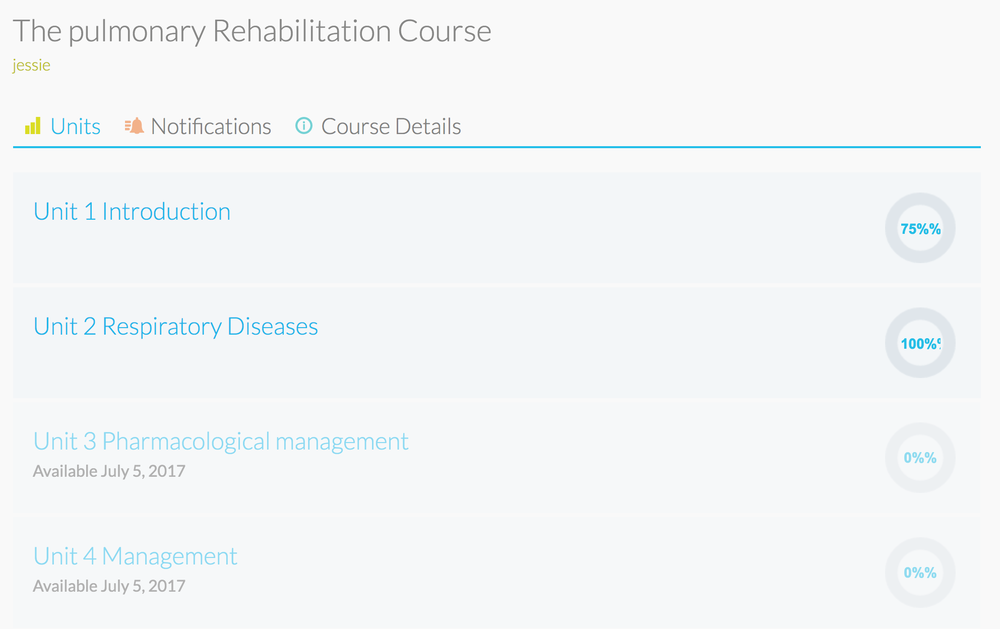 The pulmonary Rehabilitation Course
jessie
Units Notifications Course Details
Unit 1 Introduction
75%%
Unit 2 Respiratory Diseases
100%%
Unit 3 Pharmacological management
Available July 5, 2017
0%%
Unit 4 Management
Available July 5, 2017
0%%